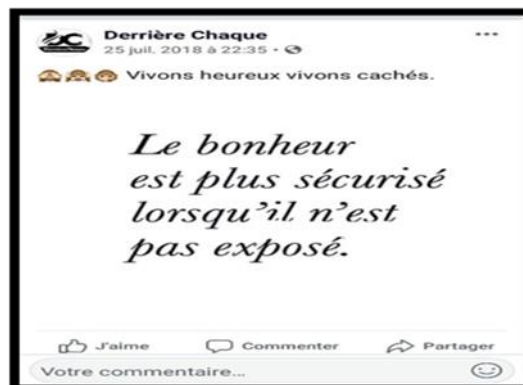 Derrière Chaque
25 juil. 2018 à 22:35 ·
🙈🙉🙊 Vivons heureux vivons cachés.
Le bonheur
est plus sécurisé
lorsqu'il n'est
pas exposé.
J'aime Commenter Partager
Votre commentaire...